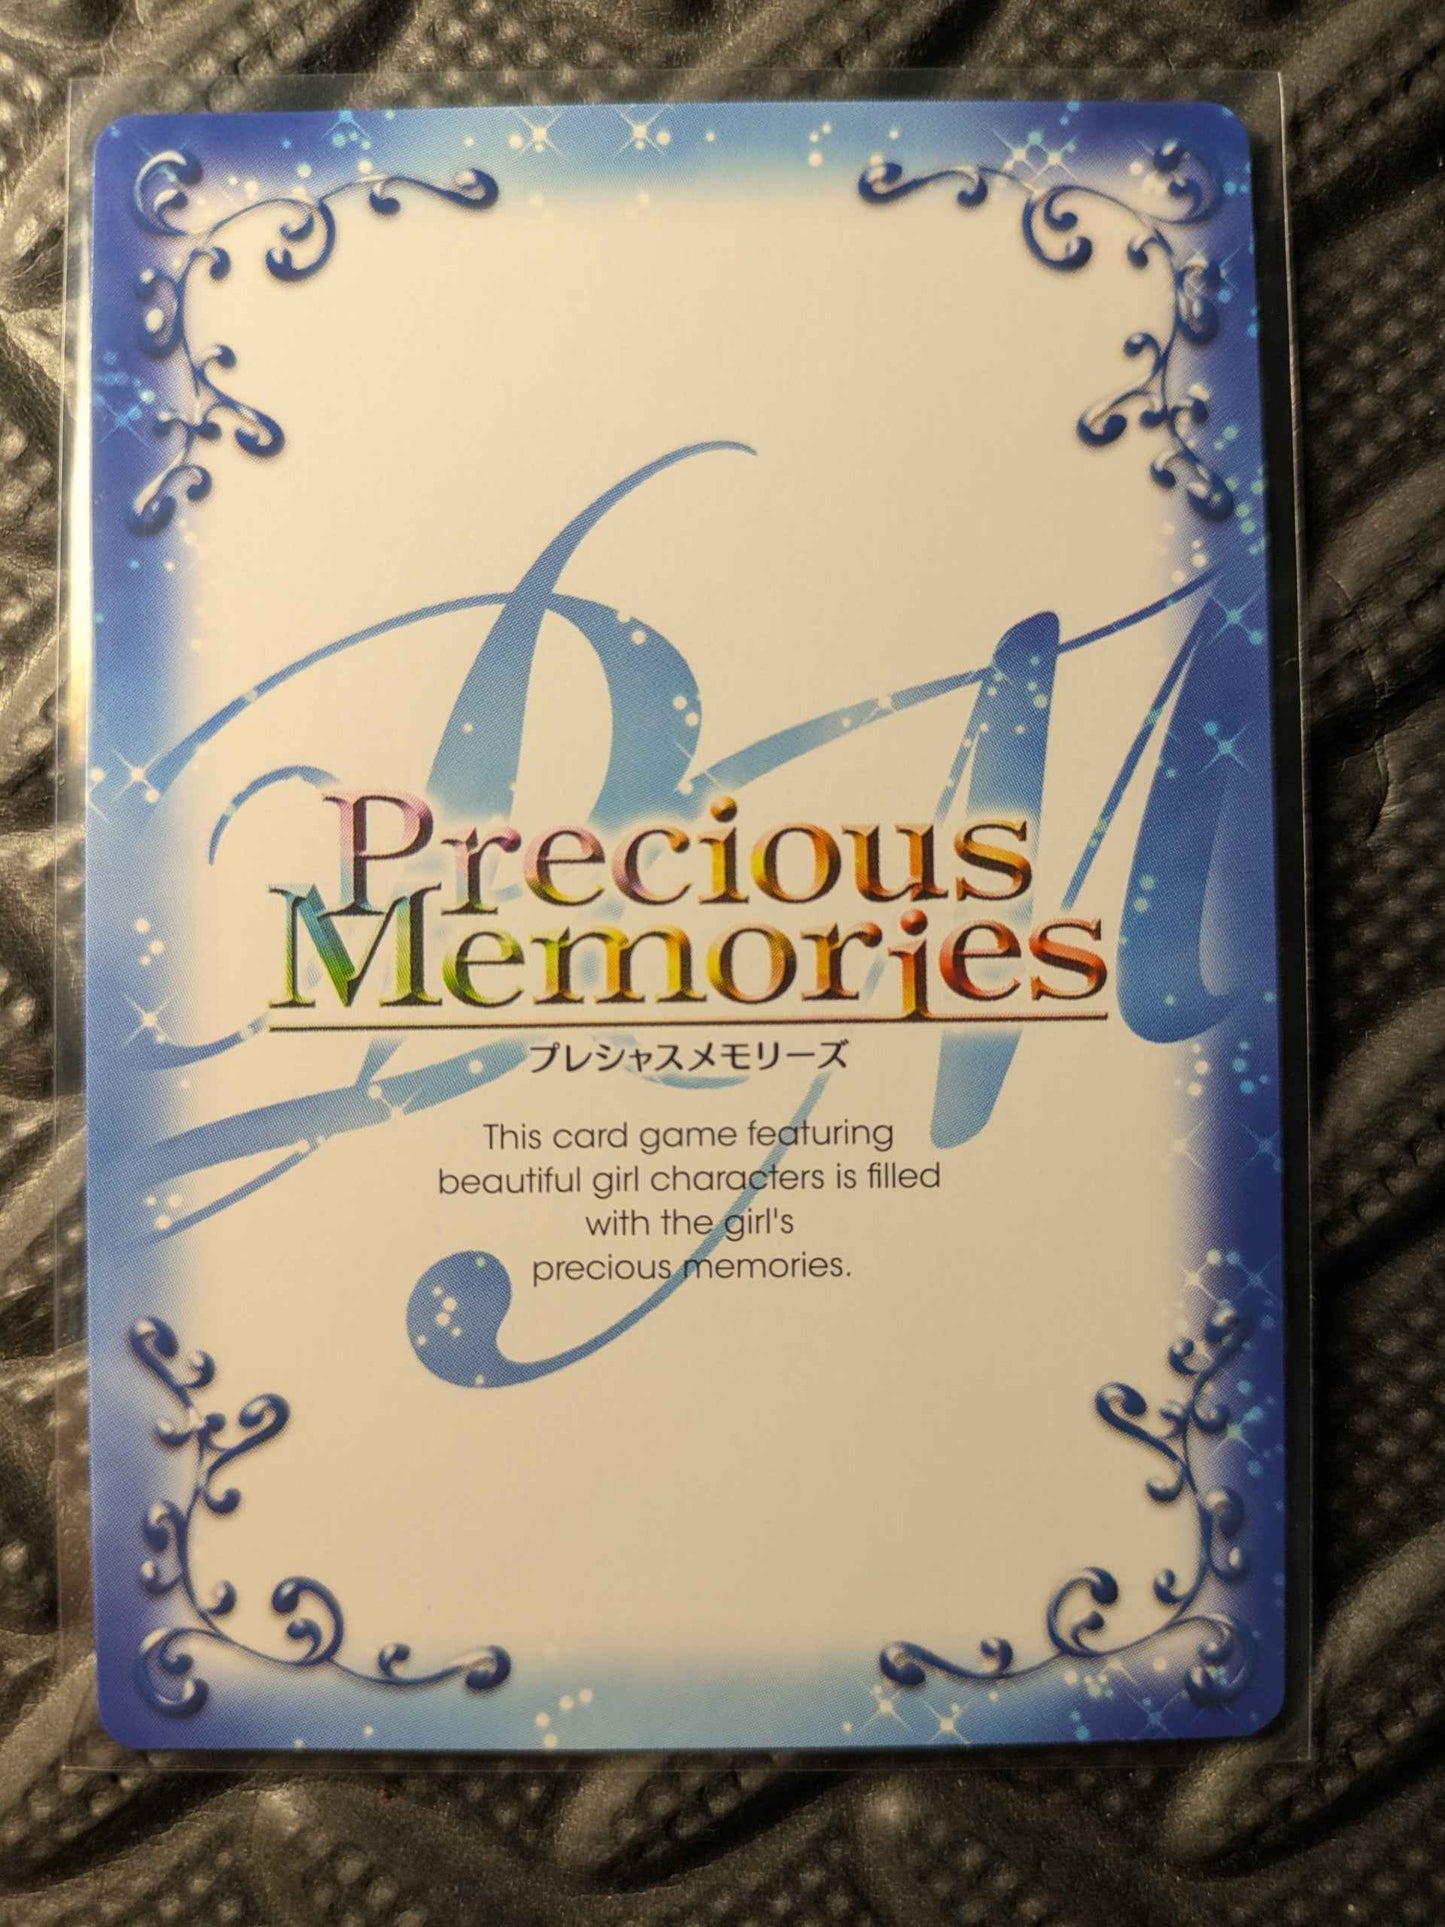 PM
Precious
Memories
プレシャスメモリーズ
This card game featuring
beautiful girl characters is filled
with the girl's
precious memories.